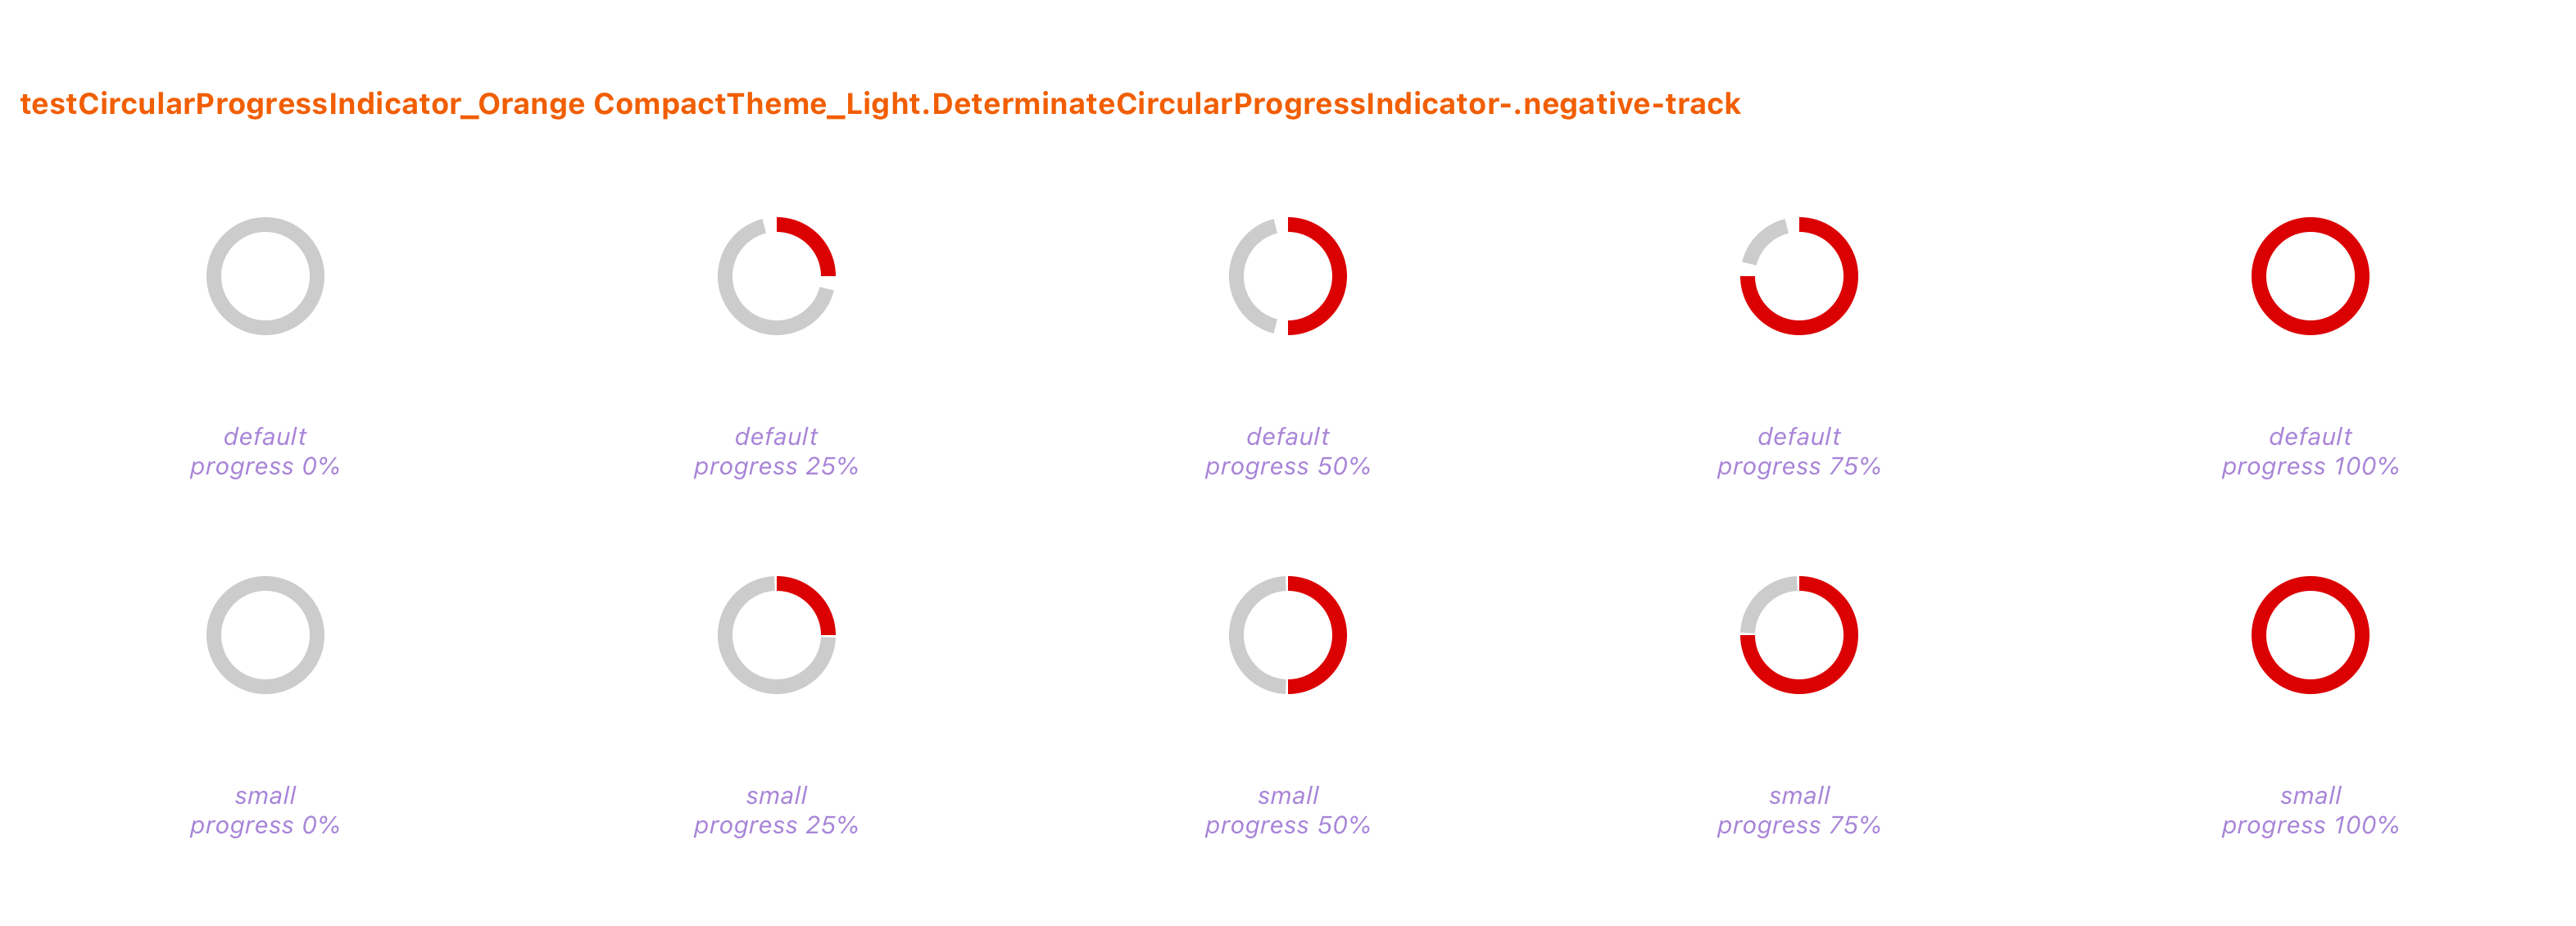 testCircularProgressIndicator_Orange CompactTheme_Light.DeterminateCircularProgressIndicator-.negative-track
default
progress 0%
default
progress 25%
default
progress 50%
default
progress 75%
default
progress 100%
small
progress 0%
small
progress 25%
small
progress 50%
small
progress 75%
small
progress 100%